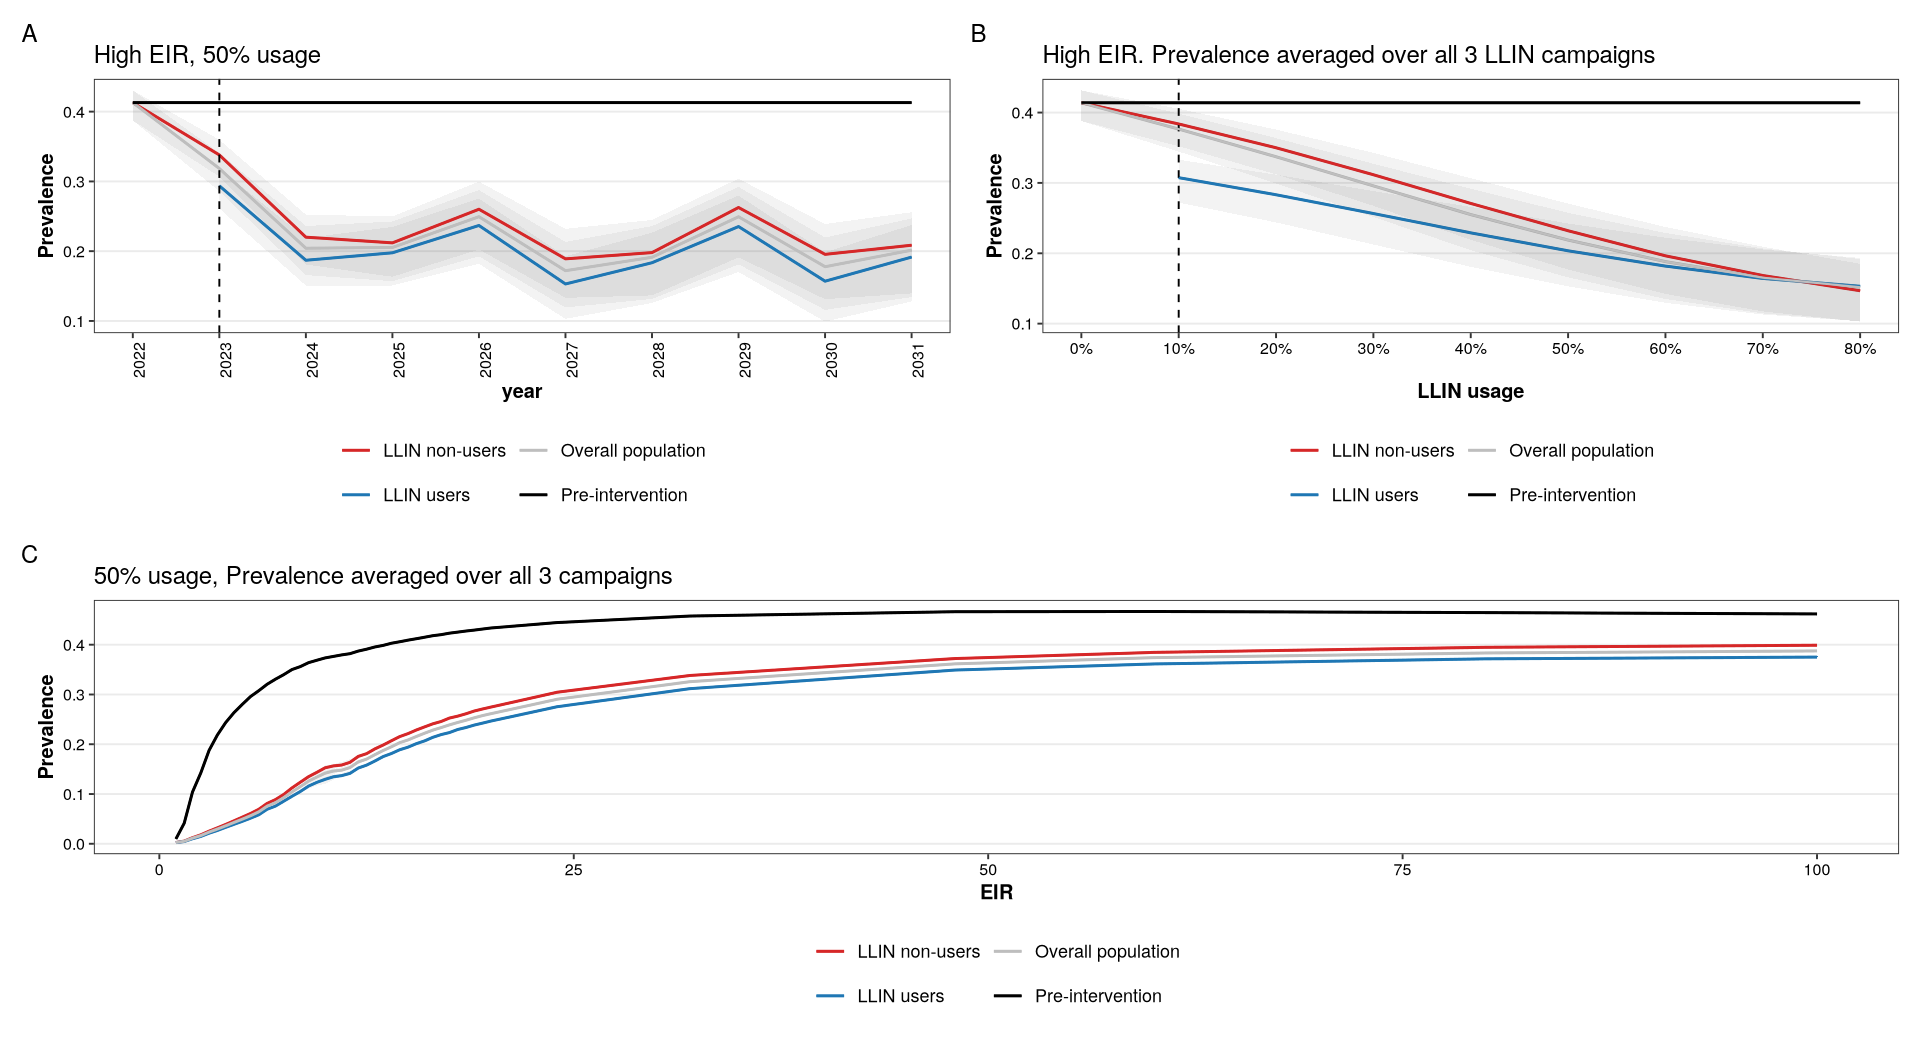 A
High EIR, 50% usage
Prevalence
0.4
0.3
0.2
0.1
2022
2023
2024
2025
2026
2027
2028
2029
2030
2031
year
LLIN non-users
Overall population
LLIN users
Pre-intervention
B
High EIR. Prevalence averaged over all 3 LLIN campaigns
Prevalence
0.4
0.3
0.2
0.1
0%
10%
20%
30%
40%
50%
60%
70%
80%
LLIN usage
LLIN non-users
Overall population
LLIN users
Pre-intervention
C
50% usage, Prevalence averaged over all 3 campaigns
Prevalence
0.4
0.3
0.2
0.1
0.0
0
25
50
75
100
EIR
LLIN non-users
Overall population
LLIN users
Pre-intervention